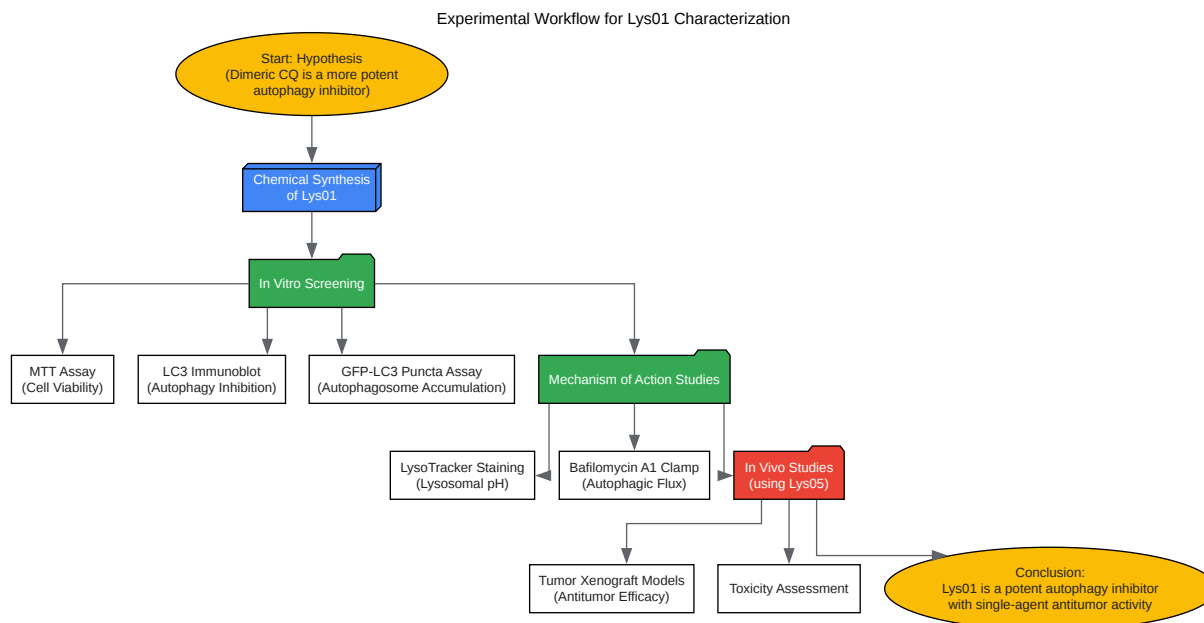 Experimental Workflow for Lys01 Characterization
Start: Hypothesis
(Dimeric CQ is a more potent
autophagy inhibitor)
Chemical Synthesis
of Lys01
In Vitro Screening
MTT Assay
(Cell Viability)
LC3 Immunoblot
(Autophagy Inhibition)
GFP-LC3 Puncta Assay
(Autophagosome Accumulation)
Mechanism of Action Studies
LysoTracker Staining
(Lysosomal pH)
Bafilomycin A1 Clamp
(Autophagic Flux)
In Vivo Studies
(using Lys05)
Tumor Xenograft Models
(Antitumor Efficacy)
Toxicity Assessment
Conclusion:
Lys01 is a potent autophagy inhibitor
with single-agent antitumor activity